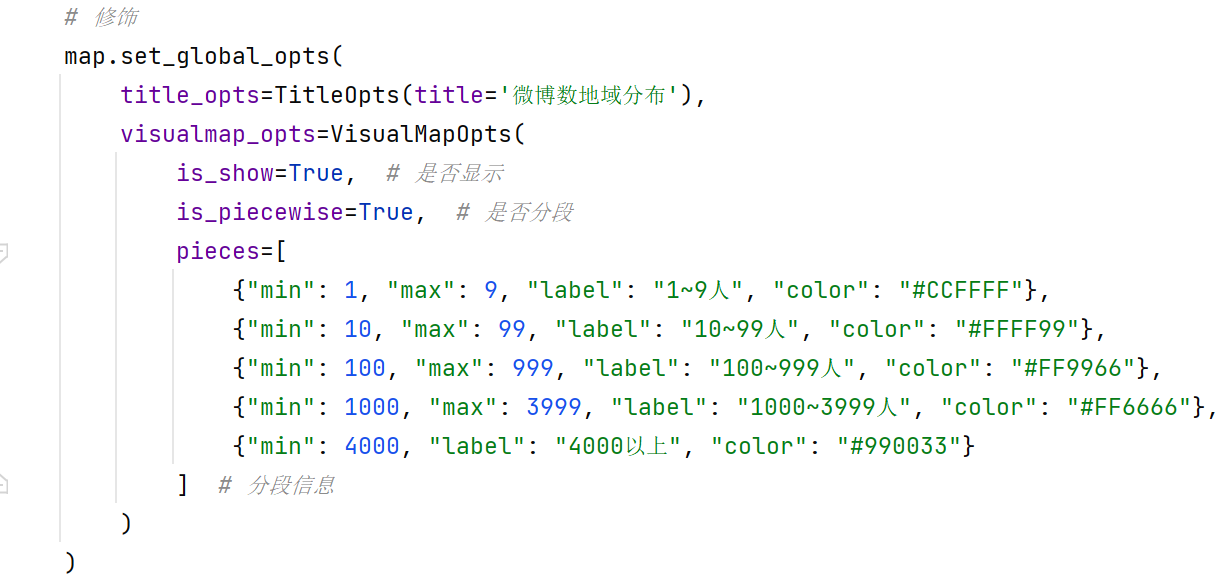 # 修饰
map.set_global_opts(
    title_opts=TitleOpts(title='微博数地域分布'),
    visualmap_opts=VisualMapOpts(
        is_show=True,  # 是否显示
        is_piecewise=True,  # 是否分段
        pieces=[
            {"min": 1, "max": 9, "label": "1~9人", "color": "#CCFFFF"},
            {"min": 10, "max": 99, "label": "10~99人", "color": "#FFFF99"},
            {"min": 100, "max": 999, "label": "100~999人", "color": "#FF9966"},
            {"min": 1000, "max": 3999, "label": "1000~3999人", "color": "#FF6666"},
            {"min": 4000, "label": "4000以上", "color": "#990033"}
        ]  # 分段信息
    )
)